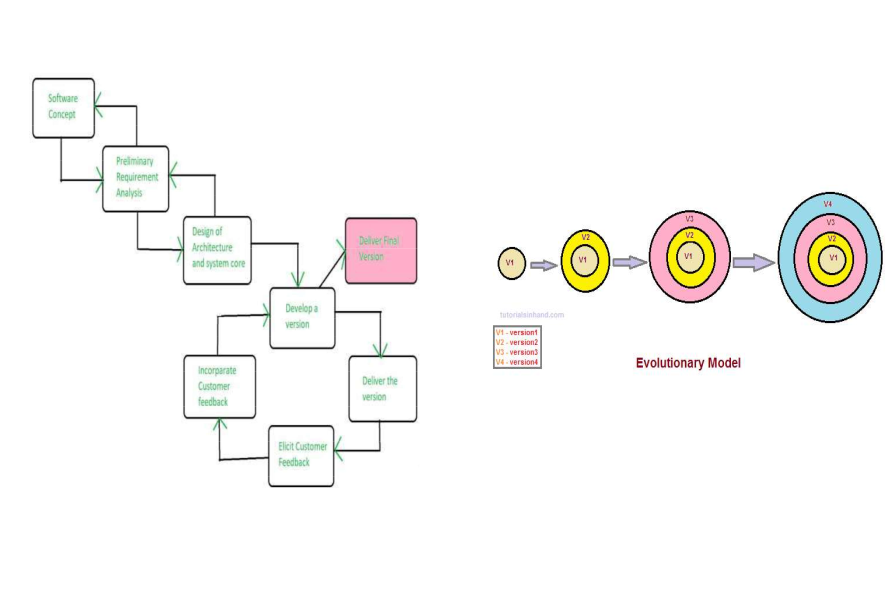 Software
Concept
Preliminary
Requirement
Analysis
Design of
Architecture
and system core
Deliver Final
Version
Develop a
version
Incorparate
Customer
feedback
Deliver the
version
Elicit Customer
Feedback
V1
V2
V1
V3
V2
V1
V4
V3
V2
V1
tutorialsinhand.com
V1 - version1
V2 - version2
V3 - version3
V4 - version4
Evolutionary Model